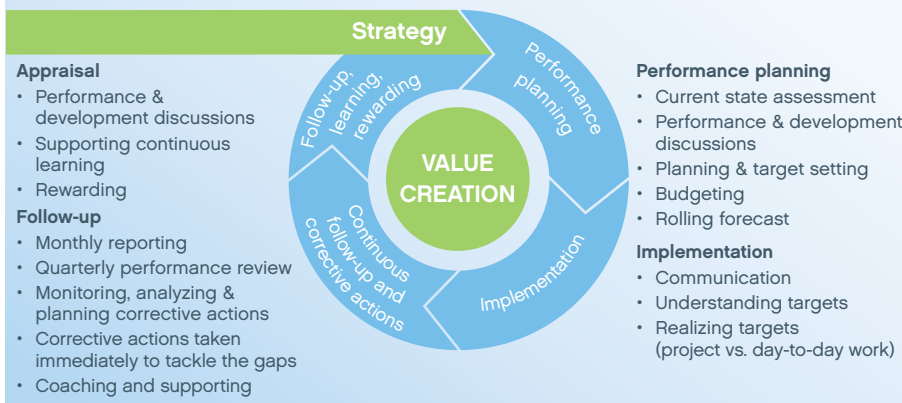 Strategy
Appraisal
• Performance &
development discussions
• Supporting continuous
learning
• Rewarding
Follow-up
• Monthly reporting
• Quarterly performance review
• Monitoring, analyzing &
planning corrective actions
• Corrective actions taken
immediately to tackle the gaps
• Coaching and supporting
Follow-up,
learning,
rewarding
Performance
planning
VALUE
CREATION
Continuous
follow-up and
corrective actions
Implementation
Performance planning
• Current state assessment
• Performance & development
discussions
• Planning & target setting
• Budgeting
• Rolling forecast
Implementation
• Communication
• Understanding targets
• Realizing targets
(project vs. day-to-day work)